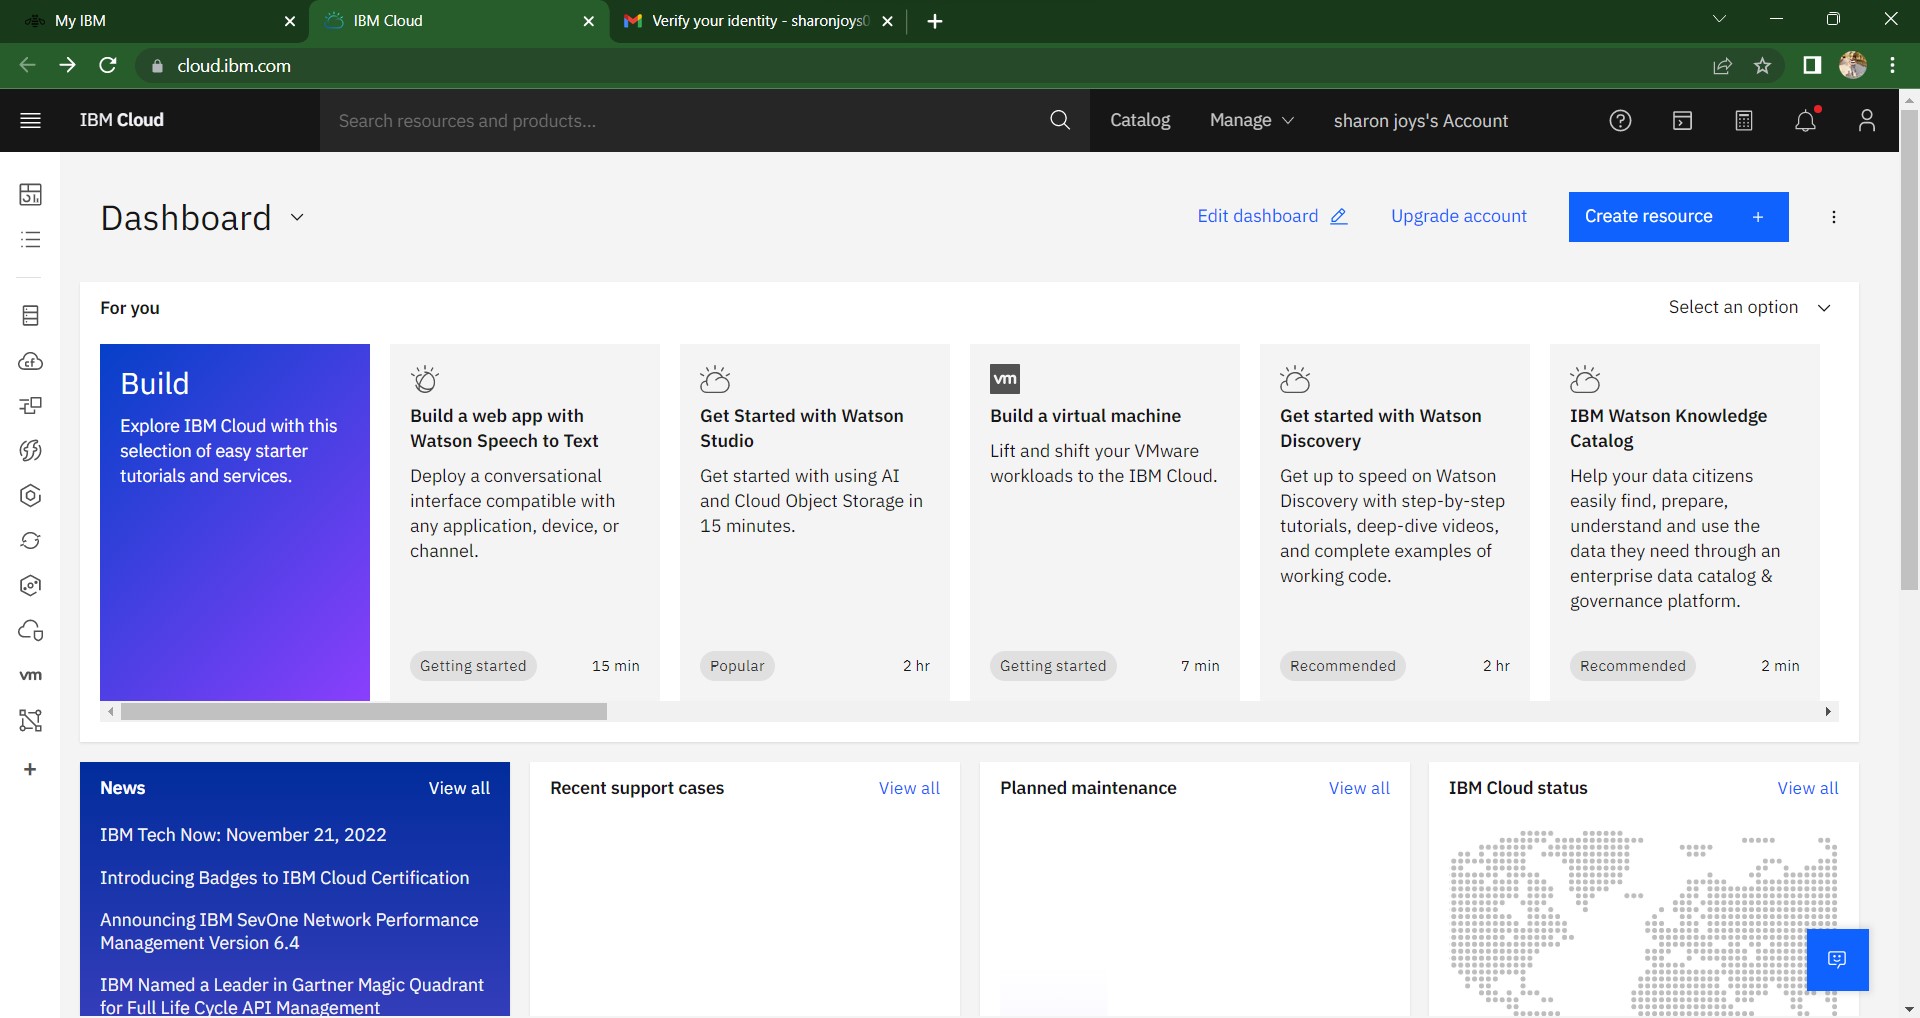 My IBM
IBM Cloud
Verify your identity - sharonjoys0
cloud.ibm.com
IBM Cloud
Search resources and products...
Catalog
Manage
sharon joys's Account
Dashboard
Edit dashboard
Upgrade account
Create resource +
For you
Select an option
Build
Explore IBM Cloud with this
selection of easy starter
tutorials and services.
Build a web app with
Watson Speech to Text
Deploy a conversational
interface compatible with
any application, device, or
channel.
Getting started
15 min
Get Started with Watson
Studio
Get started with using AI
and Cloud Object Storage in
15 minutes.
Popular
2 hr
vm
Build a virtual machine
Lift and shift your VMware
workloads to the IBM Cloud.
Getting started
7 min
Get started with Watson
Discovery
Get up to speed on Watson
Discovery with step-by-step
tutorials, deep-dive videos,
and complete examples of
working code.
Recommended
2 hr
IBM Watson Knowledge
Catalog
Help your data citizens
easily find, prepare,
understand and use the
data they need through an
enterprise data catalog &
governance platform.
Recommended
2 min
cf
vm
News
View all
IBM Tech Now: November 21, 2022
Introducing Badges to IBM Cloud Certification
Announcing IBM SevOne Network Performance
Management Version 6.4
IBM Named a Leader in Gartner Magic Quadrant
for Full Life Cycle API Management
Recent support cases
View all
Planned maintenance
View all
IBM Cloud status
View all